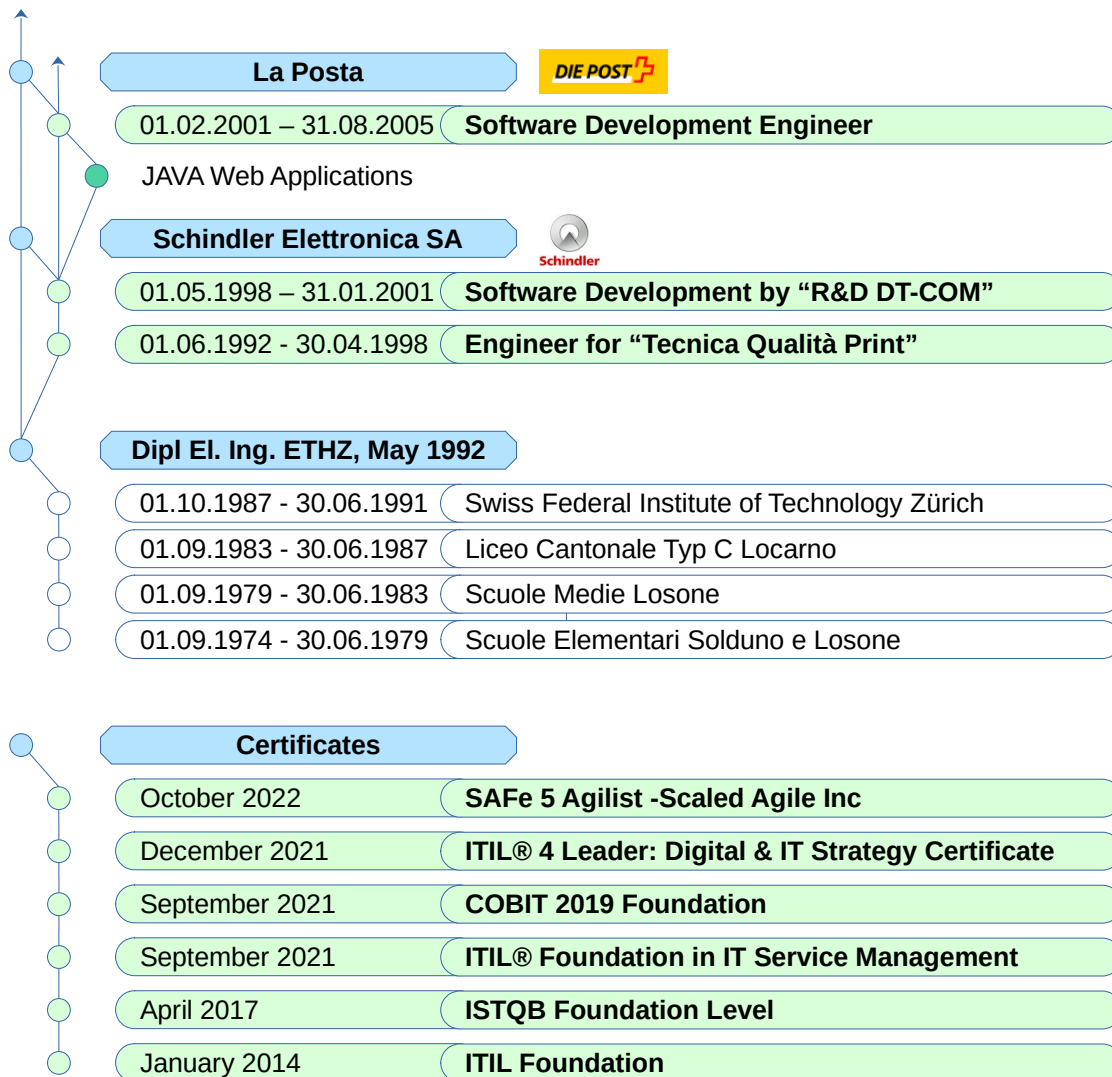 La Posta
DIE POST
01.02.2001 – 31.08.2005 Software Development Engineer
JAVA Web Applications
Schindler Elettronica SA
Schindler
01.05.1998 – 31.01.2001 Software Development by “R&D DT-COM”
01.06.1992 - 30.04.1998 Engineer for “Tecnica Qualità Print”
Dipl El. Ing. ETHZ, May 1992
01.10.1987 - 30.06.1991 Swiss Federal Institute of Technology Zürich
01.09.1983 - 30.06.1987 Liceo Cantonale Typ C Locarno
01.09.1979 - 30.06.1983 Scuole Medie Losone
01.09.1974 - 30.06.1979 Scuole Elementari Solduno e Losone
Certificates
October 2022 SAFe 5 Agilist -Scaled Agile Inc
December 2021 ITIL® 4 Leader: Digital & IT Strategy Certificate
September 2021 COBIT 2019 Foundation
September 2021 ITIL® Foundation in IT Service Management
April 2017 ISTQB Foundation Level
January 2014 ITIL Foundation